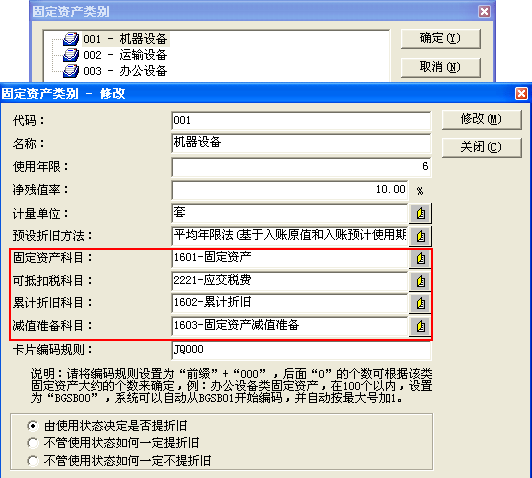 固定资产类别
001 - 机器设备
002 - 运输设备
003 - 办公设备
确定(Y)
取消(N)
固定资产类别 - 修改
代码：
001
修改(M)
名称：
机器设备
关闭(C)
使用年限：
6
净残值率：
10.00
%
计量单位：
套
预设折旧方法：
平均年限法(基于入账原值和入账预计使用期
固定资产科目：
1601-固定资产
可抵扣税科目：
2221-应交税费
累计折旧科目：
1602-累计折旧
减值准备科目：
1603-固定资产减值准备
卡片编码规则：
JQ000
说明：请将编码规则设置为“前缀”+“000”，后面“0”的个数可根据该类
固定资产大约的个数来确定，例：办公设备类固定资产，在100个以内，设置
为“BGSB00”，系统可以自动从BGSB01开始编码，并自动按最大号加1。
由使用状态决定是否提折旧
不管使用状态如何一定提折旧
不管使用状态如何一定不提折旧